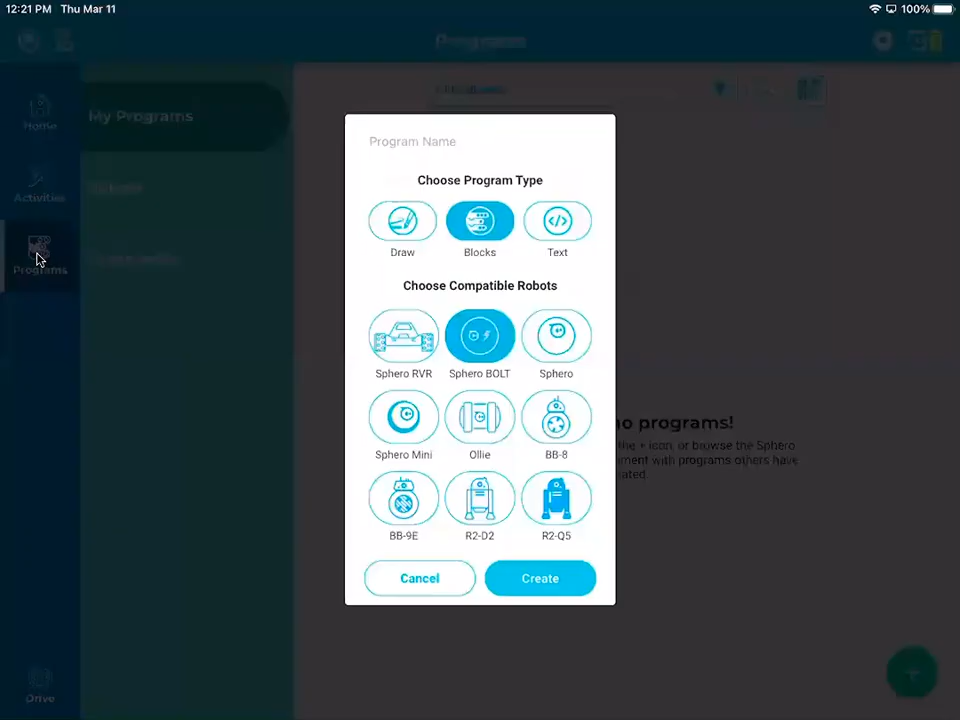 12:21 PM Thu Mar 11
100%
Programs
Home
My Programs
Activities
Programs
Drive
Program Name
Choose Program Type
Draw
Blocks
Text
Choose Compatible Robots
Sphero RVR
Sphero BOLT
Sphero
Sphero Mini
Ollie
BB-8
BB-9E
R2-D2
R2-Q5
Cancel
Create
no programs!
the + icon, or browse the Sphero
ment with programs others have
ated